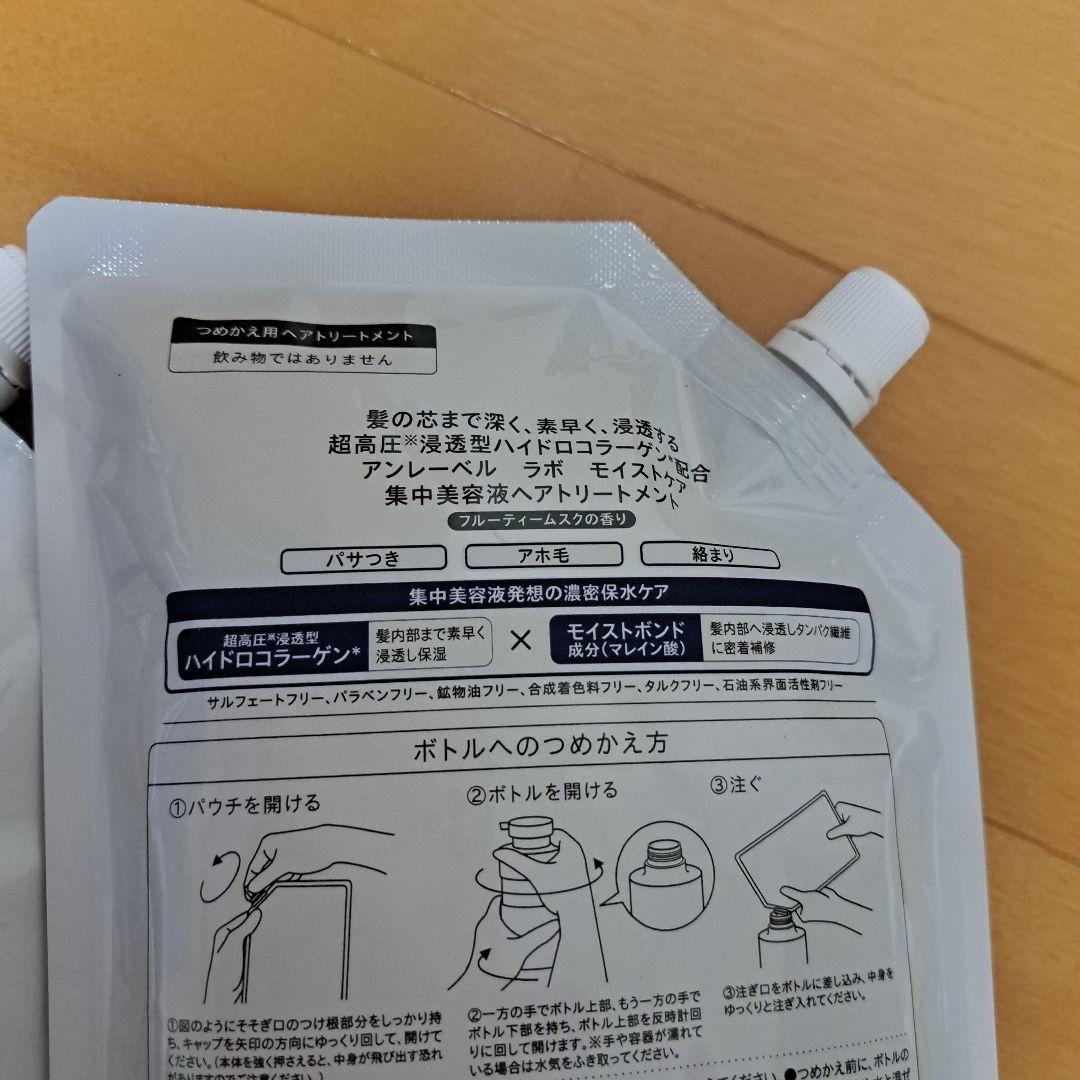 つめかえ用ヘアトリートメント
飲み物ではありません
髪の芯まで深く、素早く、浸透する
超高圧※浸透型ハイドロコラーゲン*配合
アンレーベル ラボ モイストケア
集中美容液ヘアトリートメント
フルーティームスクの香り
パサつき アホ毛 絡まり
集中美容液発想の濃密保水ケア
超高圧※浸透型
ハイドロコラーゲン*
髪内部まで素早く
浸透し保湿
×
モイストボンド
成分(マレイン酸)
髪内部へ浸透しタンパク繊維
に密着補修
サルフェートフリー、パラベンフリー、鉱物油フリー、合成着色料フリー、タルクフリー、石油系界面活性剤フリー
ボトルへのつめかえ方
①パウチを開ける
②ボトルを開ける
③注ぐ
①図のようにそそぎ口のつけ根部分をしっかり持
ち、キャップを矢印の方向にゆっくり回して、開けて
ください。(本体を強く押さえると、中身が飛び出す恐れ
がありますのでご注意ください。)
②一方の手でボトル上部、もう一方の手で
ボトル下部を持ち、ボトル上部を反時計回
りに回して開けます。※手や容器が濡れて
いる場合は水気をふき取ってください。
③注ぎ口をボトルに差し込み、中身を
ゆっくりと注ぎ入れてください。
てください。●つめかえ前に、ボトルの